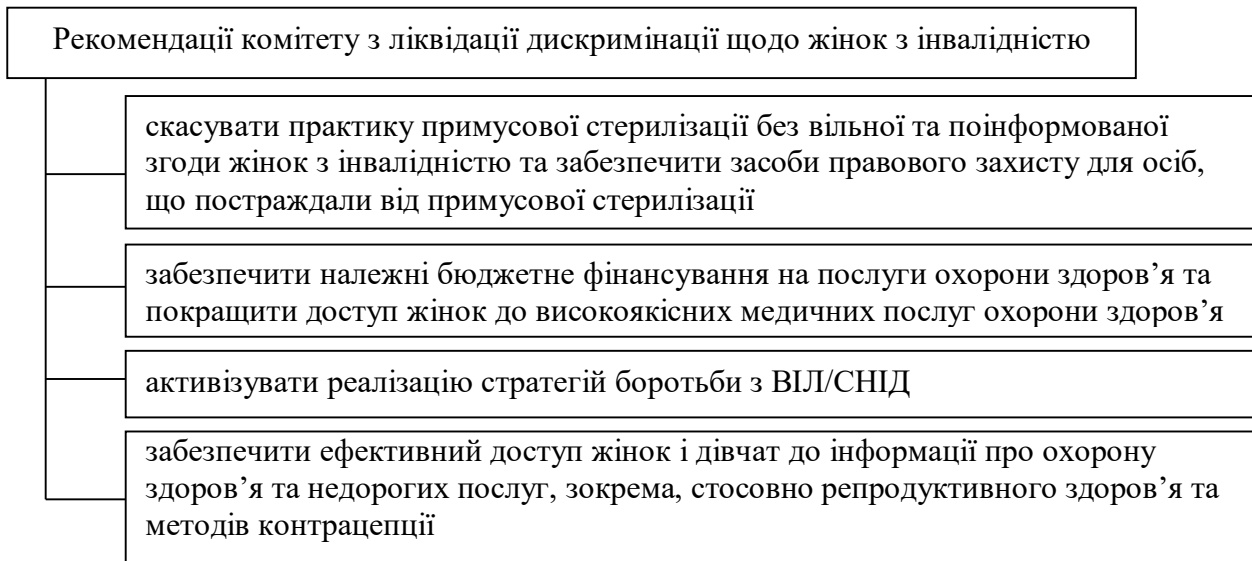 Рекомендації комітету з ліквідації дискримінації щодо жінок з інвалідністю
скасувати практику примусової стерилізації без вільної та поінформованої
згоди жінок з інвалідністю та забезпечити засоби правового захисту для осіб,
що постраждали від примусової стерилізації
забезпечити належні бюджетне фінансування на послуги охорони здоров’я та
покращити доступ жінок до високоякісних медичних послуг охорони здоров’я
активізувати реалізацію стратегій боротьби з ВІЛ/СНІД
забезпечити ефективний доступ жінок і дівчат до інформації про охорону
здоров’я та недорогих послуг, зокрема, стосовно репродуктивного здоров’я та
методів контрацепції